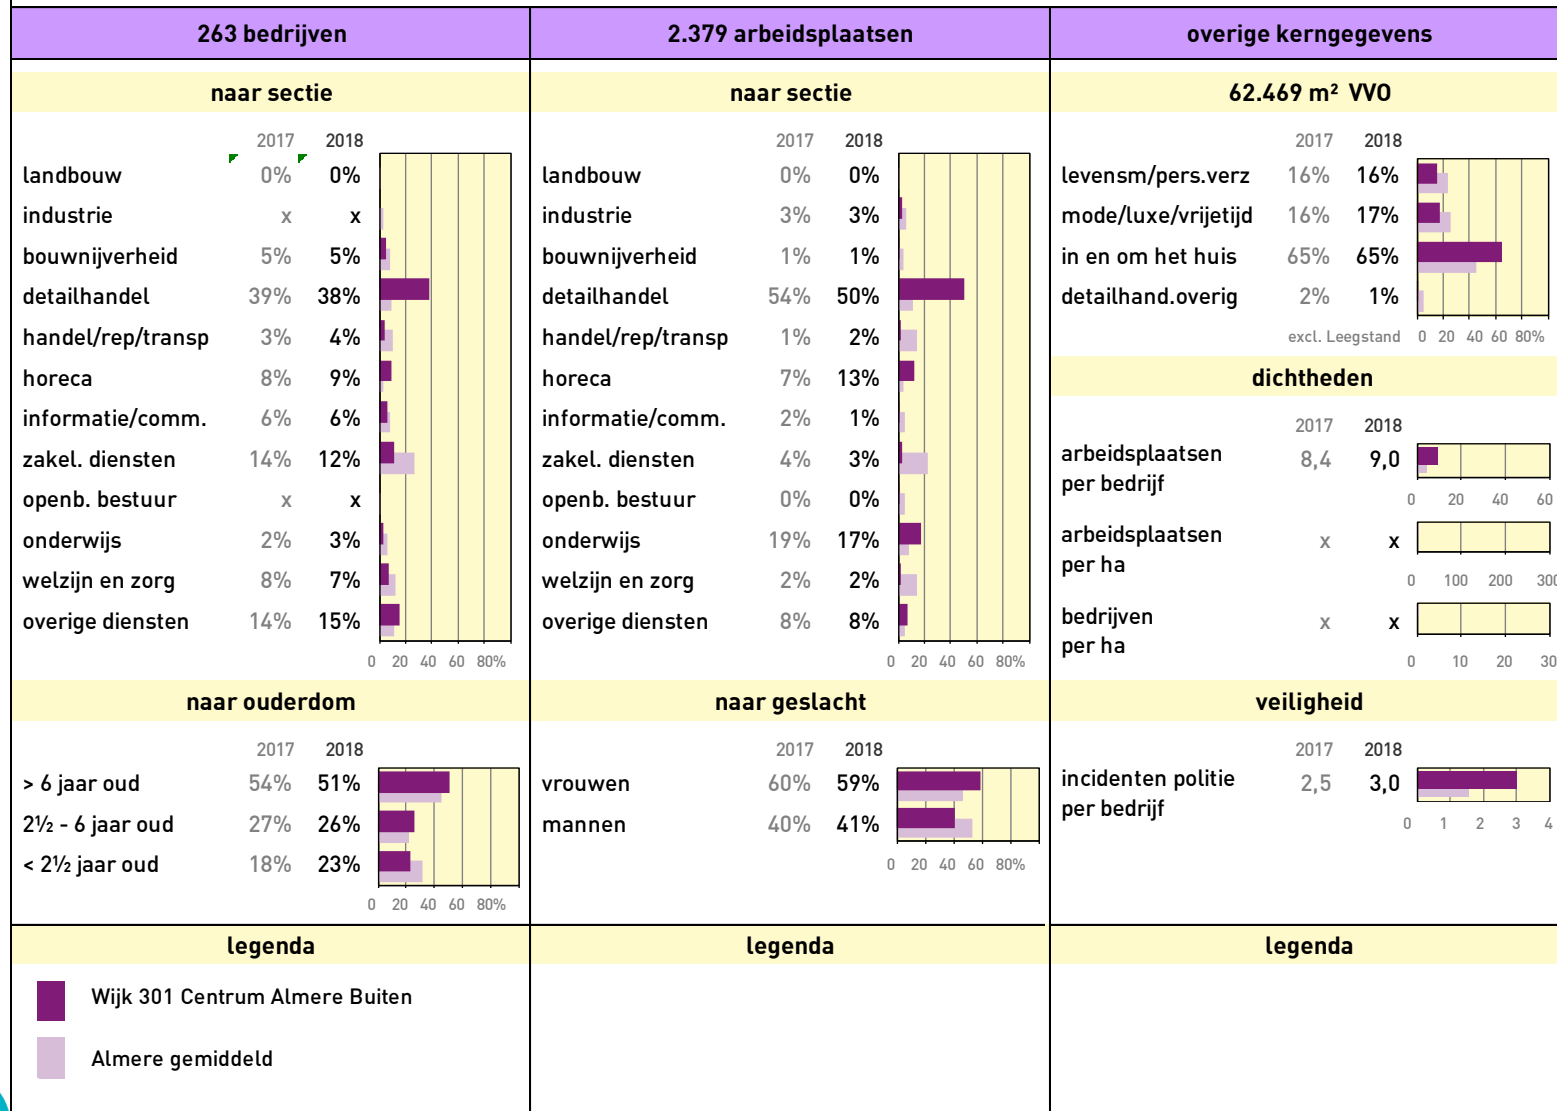 263 bedrijven
naar sectie
2017 2018
landbouw 0% 0%
industrie x x
bouwnijverheid 5% 5%
detailhandel 39% 38%
handel/rep/transp 3% 4%
horeca 8% 9%
informatie/comm. 6% 6%
zakel. diensten 14% 12%
openb. bestuur x x
onderwijs 2% 3%
welzijn en zorg 8% 7%
overige diensten 14% 15%
0 20 40 60 80%
naar ouderdom
2017 2018
> 6 jaar oud 54% 51%
2½ - 6 jaar oud 27% 26%
< 2½ jaar oud 18% 23%
0 20 40 60 80%
legenda
Wijk 301 Centrum Almere Buiten
Almere gemiddeld
2.379 arbeidsplaatsen
naar sectie
2017 2018
landbouw 0% 0%
industrie 3% 3%
bouwnijverheid 1% 1%
detailhandel 54% 50%
handel/rep/transp 1% 2%
horeca 7% 13%
informatie/comm. 2% 1%
zakel. diensten 4% 3%
openb. bestuur 0% 0%
onderwijs 19% 17%
welzijn en zorg 2% 2%
overige diensten 8% 8%
0 20 40 60 80%
naar geslacht
2017 2018
vrouwen 60% 59%
mannen 40% 41%
0 20 40 60 80%
legenda
overige kerngegevens
62.469 m² VVO
2017 2018
levensm/pers.verz 16% 16%
mode/luxe/vrijetijd 16% 17%
in en om het huis 65% 65%
detailhand.overig 2% 1%
excl. Leegstand 0 20 40 60 80%
dichtheden
2017 2018
arbeidsplaatsen
per bedrijf 8,4 9,0
0 20 40 60
arbeidsplaatsen
per ha x x
0 100 200 300
bedrijven
per ha x x
0 10 20 30
veiligheid
2017 2018
incidenten politie
per bedrijf 2,5 3,0
0 1 2 3 4
legenda